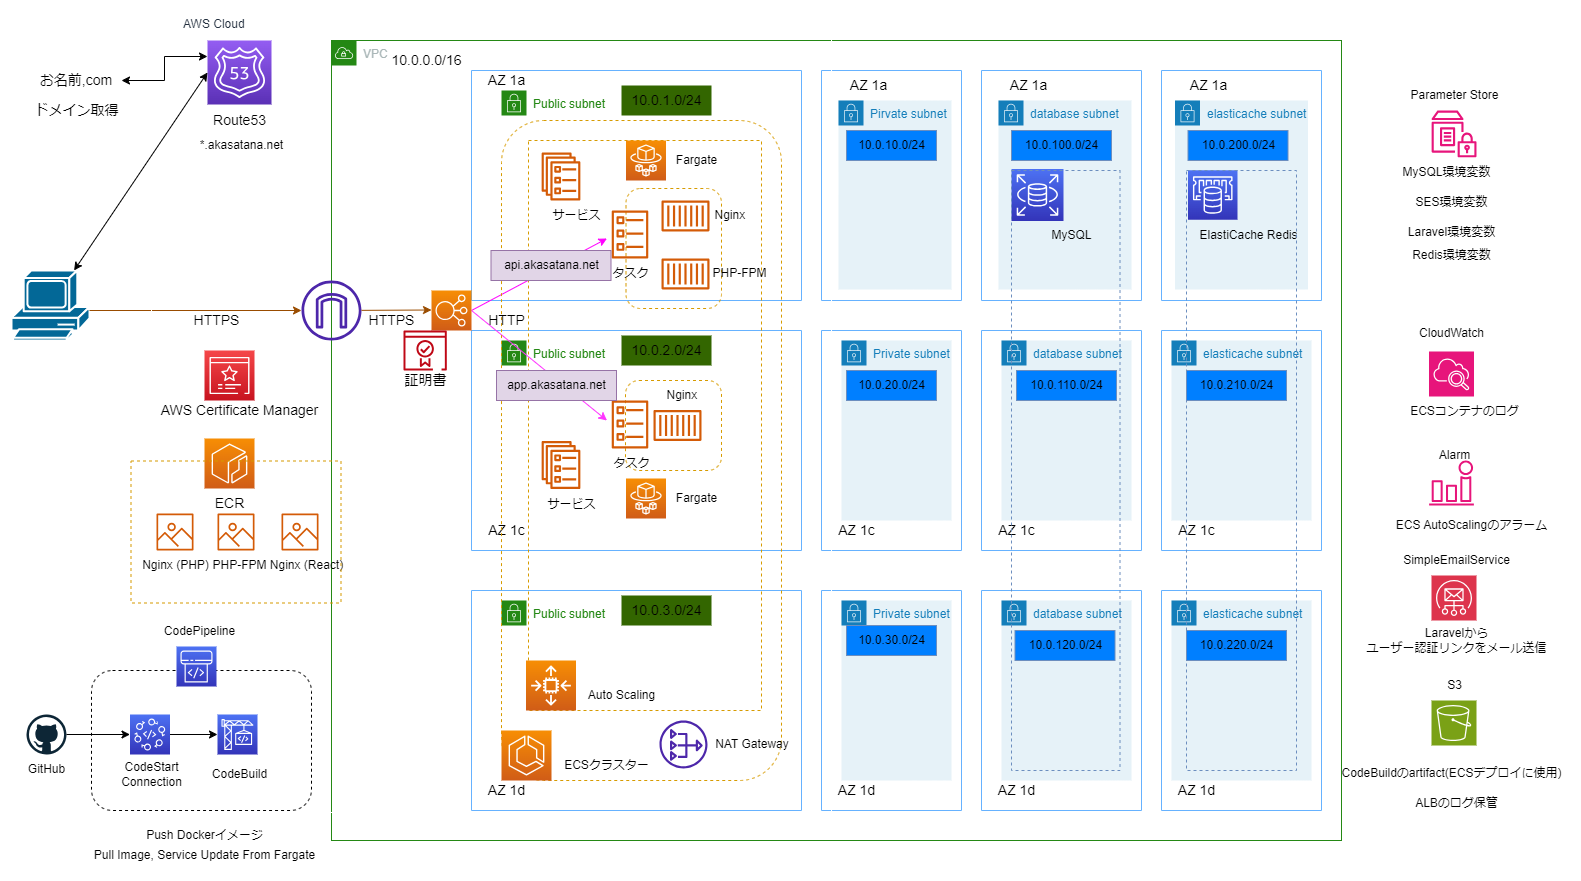 AWS Cloud
お名前,com
ドメイン取得
53
Route53
*.akasatana.net
HTTPS
HTTPS
HTTP
証明書
AWS Certificate Manager
ECR
Nginx (PHP)
PHP-FPM
Nginx (React)
CodePipeline
GitHub
CodeStart
Connection
CodeBuild
Push Dockerイメージ
Pull Image, Service Update From Fargate
VPC
10.0.0.0/16
AZ 1a
Public subnet
10.0.1.0/24
Fargate
サービス
Nginx
api.akasatana.net
タスク
PHP-FPM
Public subnet
10.0.2.0/24
app.akasatana.net
Nginx
タスク
サービス
Fargate
AZ 1c
Public subnet
10.0.3.0/24
Auto Scaling
ECSクラスター
NAT Gateway
AZ 1d
AZ 1a
Private subnet
10.0.10.0/24
Private subnet
10.0.20.0/24
AZ 1c
Private subnet
10.0.30.0/24
AZ 1d
AZ 1a
database subnet
10.0.100.0/24
MySQL
database subnet
10.0.110.0/24
AZ 1c
database subnet
10.0.120.0/24
AZ 1d
AZ 1a
elasticache subnet
10.0.200.0/24
ElastiCache Redis
elasticache subnet
10.0.210.0/24
AZ 1c
elasticache subnet
10.0.220.0/24
AZ 1d
Parameter Store
MySQL環境変数
SES環境変数
Laravel環境変数
Redis環境変数
CloudWatch
ECSコンテナのログ
Alarm
ECS AutoScalingのアラーム
SimpleEmailService
Laravelから
ユーザー認証リンクをメール送信
S3
CodeBuildのartifact(ECSデプロイに使用)
ALBのログ保管